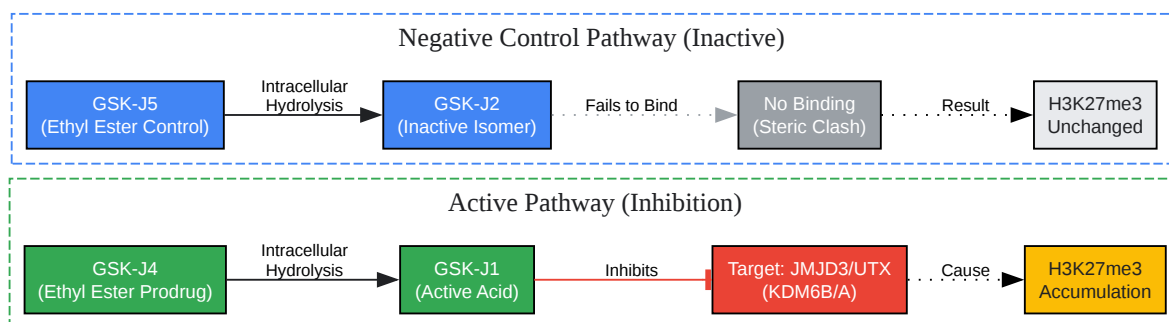 Negative Control Pathway (Inactive)
GSK-J5
(Ethyl Ester Control)
Intracellular
Hydrolysis
GSK-J2
(Inactive Isomer)
Fails to Bind
No Binding
(Steric Clash)
Result
H3K27me3
Unchanged
Active Pathway (Inhibition)
GSK-J4
(Ethyl Ester Prodrug)
Intracellular
Hydrolysis
GSK-J1
(Active Acid)
Inhibits
Target: JMJD3/UTX
(KDM6B/A)
Cause
H3K27me3
Accumulation